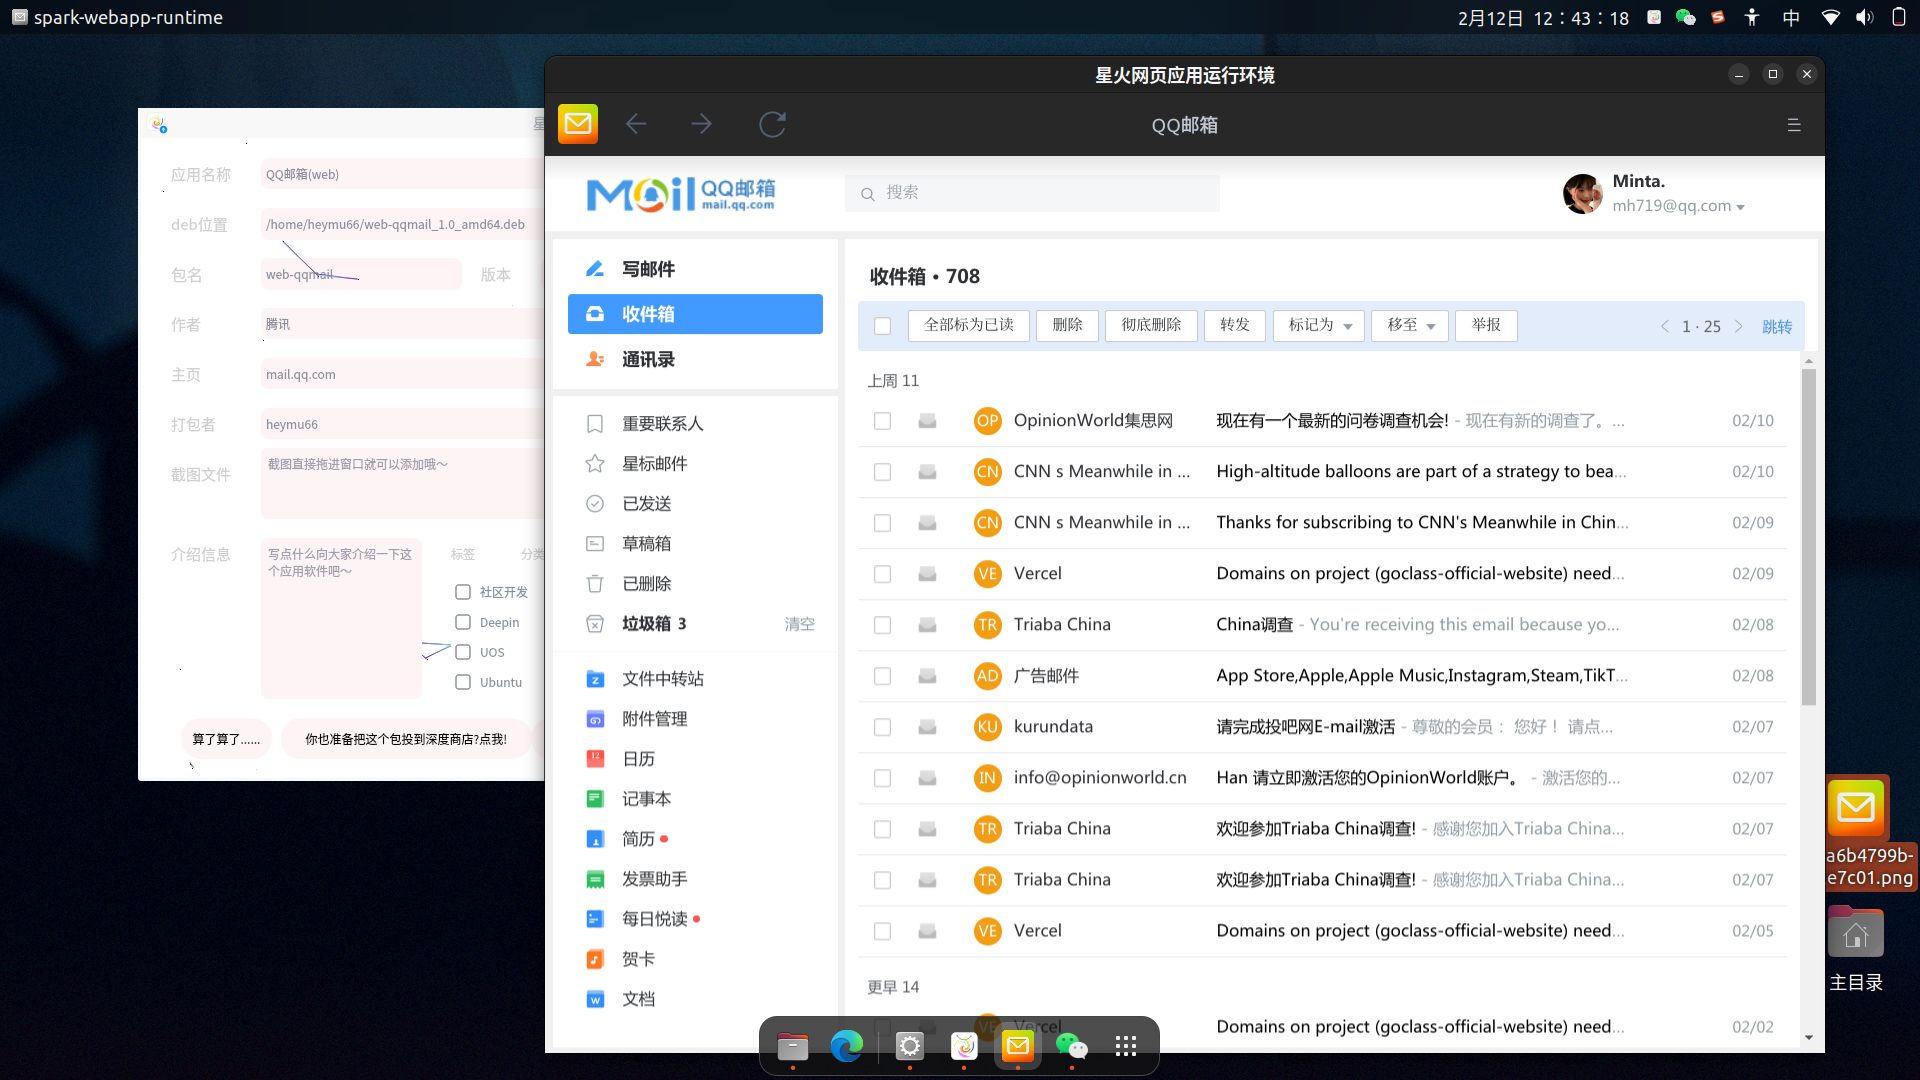 spark-webapp-runtime
2月12日 12：43：18
中
星火网页应用运行环境
QQ邮箱
应用名称
QQ邮箱(web)
deb位置
/home/heymu66/web-qqmail_1.0_amd64.deb
包名
web-qqmail
版本
作者
腾讯
主页
mail.qq.com
打包者
heymu66
截图文件
截图直接拖进窗口就可以添加哦～
介绍信息
写点什么向大家介绍一下这
个应用软件吧～
标签
分类
社区开发
Deepin
UOS
Ubuntu
算了算了......
你也准备把这个包投到深度商店?点我!
Mail QQ邮箱
mail.qq.com
搜索
Minta.
mh719@qq.com
写邮件
收件箱
通讯录
重要联系人
星标邮件
已发送
草稿箱
已删除
垃圾箱 3
清空
文件中转站
附件管理
12
日历
记事本
简历
发票助手
每日悦读
贺卡
文档
收件箱 · 708
全部标为已读
删除
彻底删除
转发
标记为
移至
举报
1 · 25
跳转
上周 11
OP OpinionWorld集思网 现在有一个最新的问卷调查机会! - 现在有新的调查了。... 02/10
CN CNN s Meanwhile in ... High-altitude balloons are part of a strategy to bea... 02/10
CN CNN s Meanwhile in ... Thanks for subscribing to CNN's Meanwhile in Chin... 02/09
VE Vercel Domains on project (goclass-official-website) need... 02/09
TR Triaba China China调查 - You're receiving this email because yo... 02/08
AD 广告邮件 App Store,Apple,Apple Music,Instagram,Steam,TikT... 02/08
KU kurundata 请完成投吧网E-mail激活 - 尊敬的会员： 您好！ 请点... 02/07
IN info@opinionworld.cn Han 请立即激活您的OpinionWorld账户。 - 激活您的... 02/07
TR Triaba China 欢迎参加Triaba China调查! - 感谢您加入Triaba China... 02/07
TR Triaba China 欢迎参加Triaba China调查! - 感谢您加入Triaba China... 02/07
VE Vercel Domains on project (goclass-official-website) need... 02/05
更早 14
VE Vercel Domains on project (goclass-official-website) need... 02/02
a6b4799b-
e7c01.png
主目录